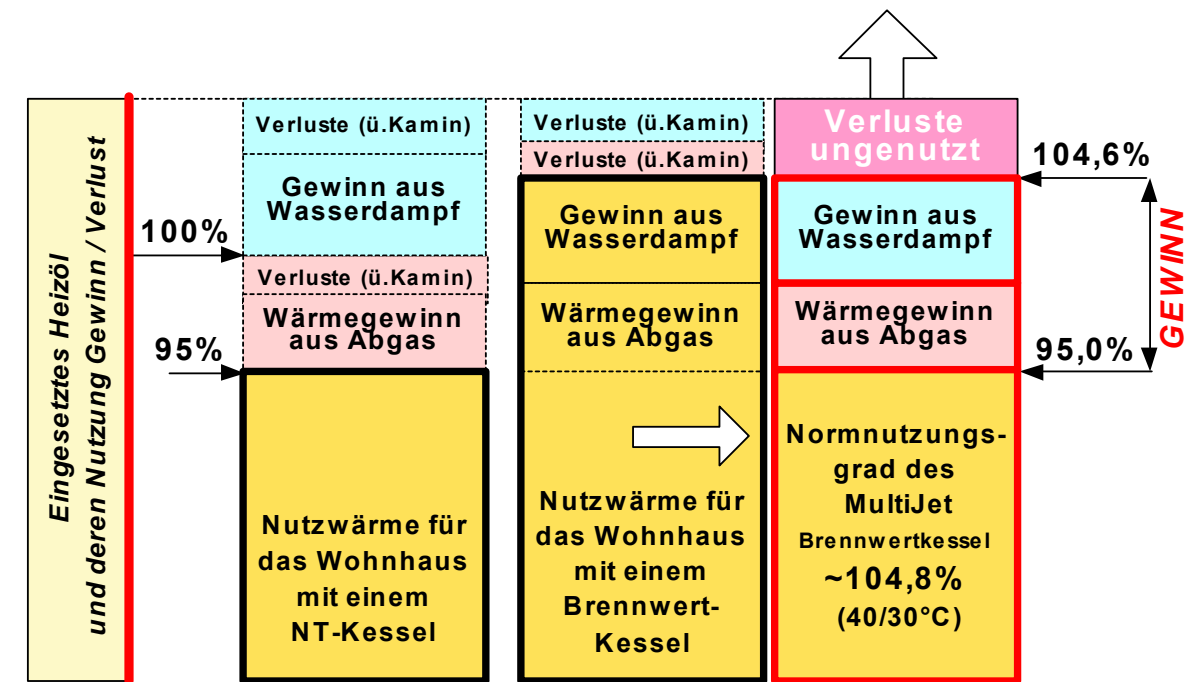 Eingesetztes Heizöl
und deren Nutzung Gewinn / Verlust
100%
95%
Verluste (ü.Kamin)
Gewinn aus
Wasserdampf
Verluste (ü.Kamin)
Wärmegewinn
aus Abgas
Nutzwärme für
das Wohnhaus
mit einem
NT-Kessel
Verluste (ü.Kamin)
Verluste (ü.Kamin)
Gewinn aus
Wasserdampf
Wärmegewinn
aus Abgas
Nutzwärme für
das Wohnhaus
mit einem
Brennwert-
Kessel
Verluste
ungenutzt
Gewinn aus
Wasserdampf
Wärmegewinn
aus Abgas
Normnutzungs-
grad des
MultiJet
Brennwertkessel
~104,8%
(40/30°C)
104,6%
95,0%
GEWINN